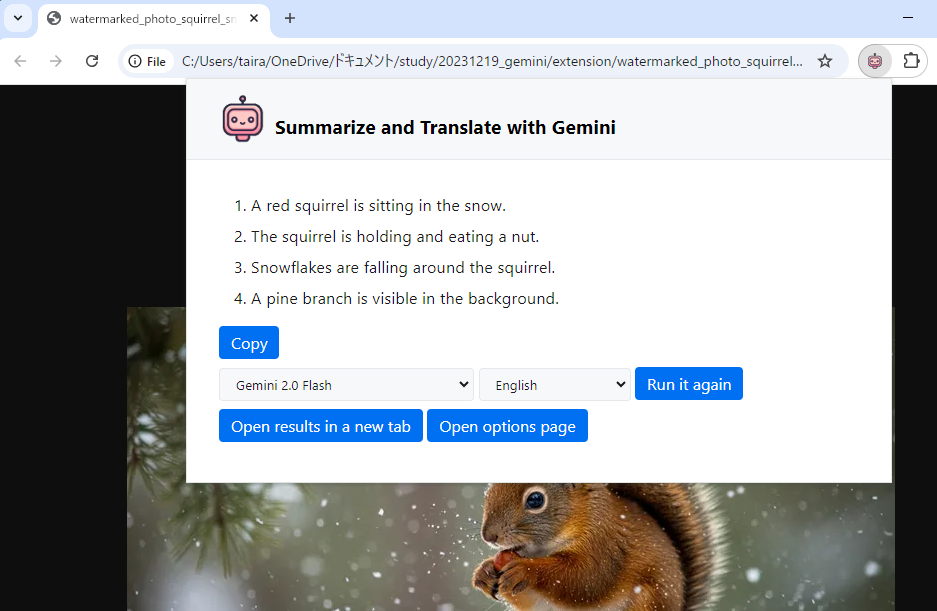 watermarked_photo_squirrel_sn
File
C:/Users/taira/OneDrive/ドキュメント/study/20231219_gemini/extension/watermarked_photo_squirrel...
Summarize and Translate with Gemini
1. A red squirrel is sitting in the snow.
2. The squirrel is holding and eating a nut.
3. Snowflakes are falling around the squirrel.
4. A pine branch is visible in the background.
Copy
Gemini 2.0 Flash English Run it again
Open results in a new tab Open options page